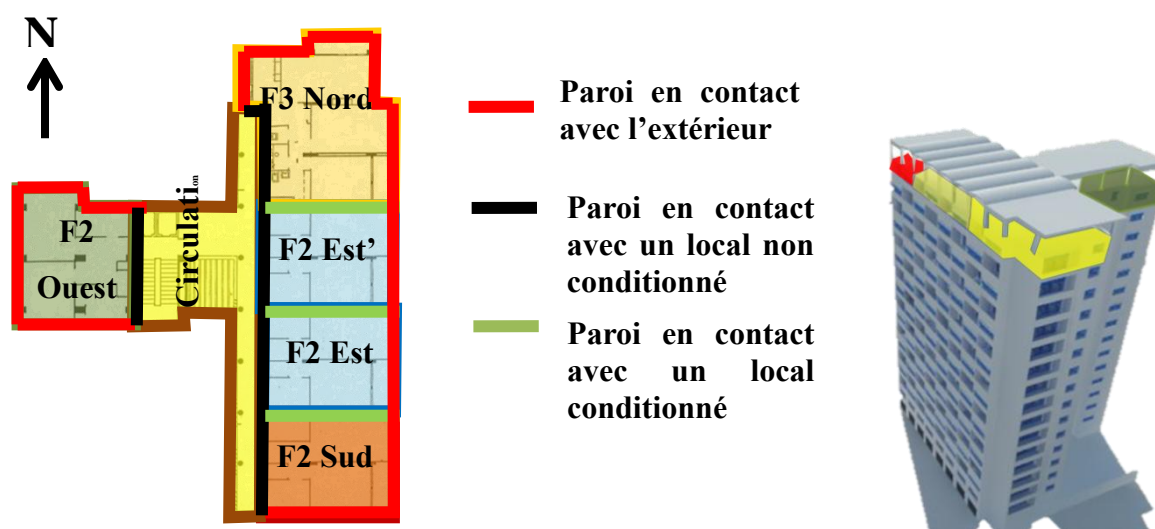 N
F3 Nord
Circulation
F2
Ouest
F2 Est’
F2 Est
F2 Sud
Paroi en contact
avec l’extérieur
Paroi en contact
avec un local non
conditionné
Paroi en contact
avec un local
conditionné